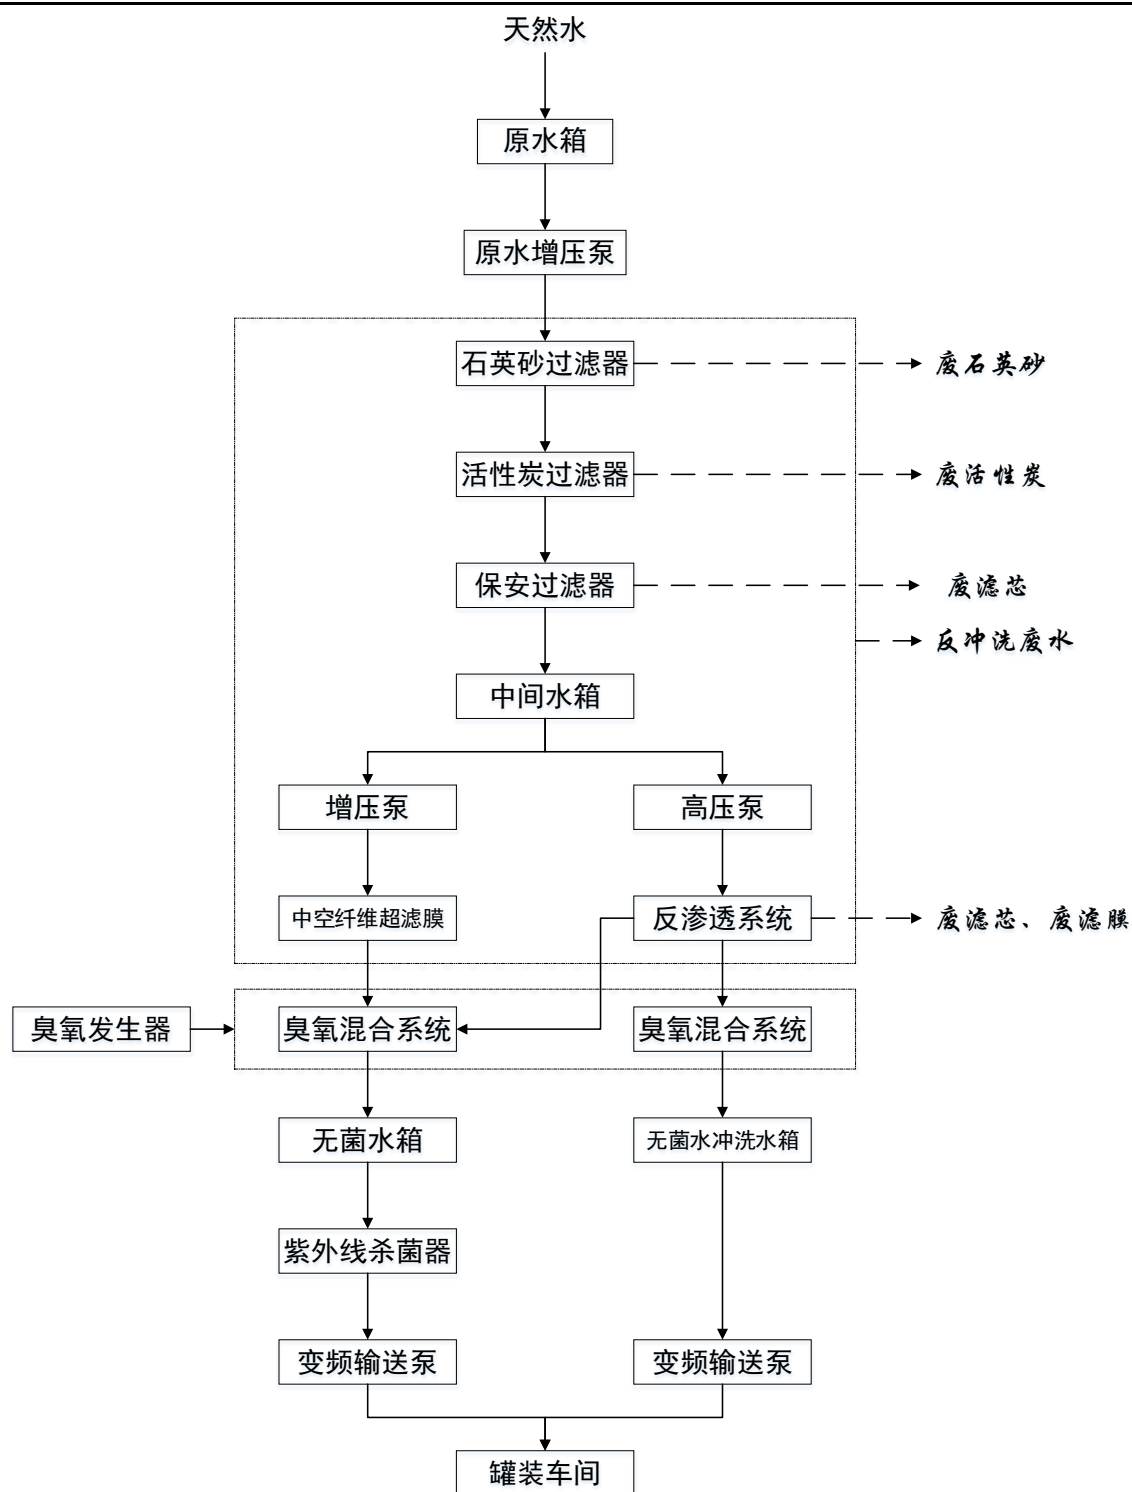 天然水
原水箱
原水增压泵
石英砂过滤器
废石英砂
活性炭过滤器
废活性炭
保安过滤器
废滤芯
反冲洗废水
中间水箱
增压泵
高压泵
中空纤维超滤膜
反渗透系统
废滤芯、废滤膜
臭氧发生器
臭氧混合系统
臭氧混合系统
无菌水箱
无菌水冲洗水箱
紫外线杀菌器
变频输送泵
变频输送泵
罐装车间